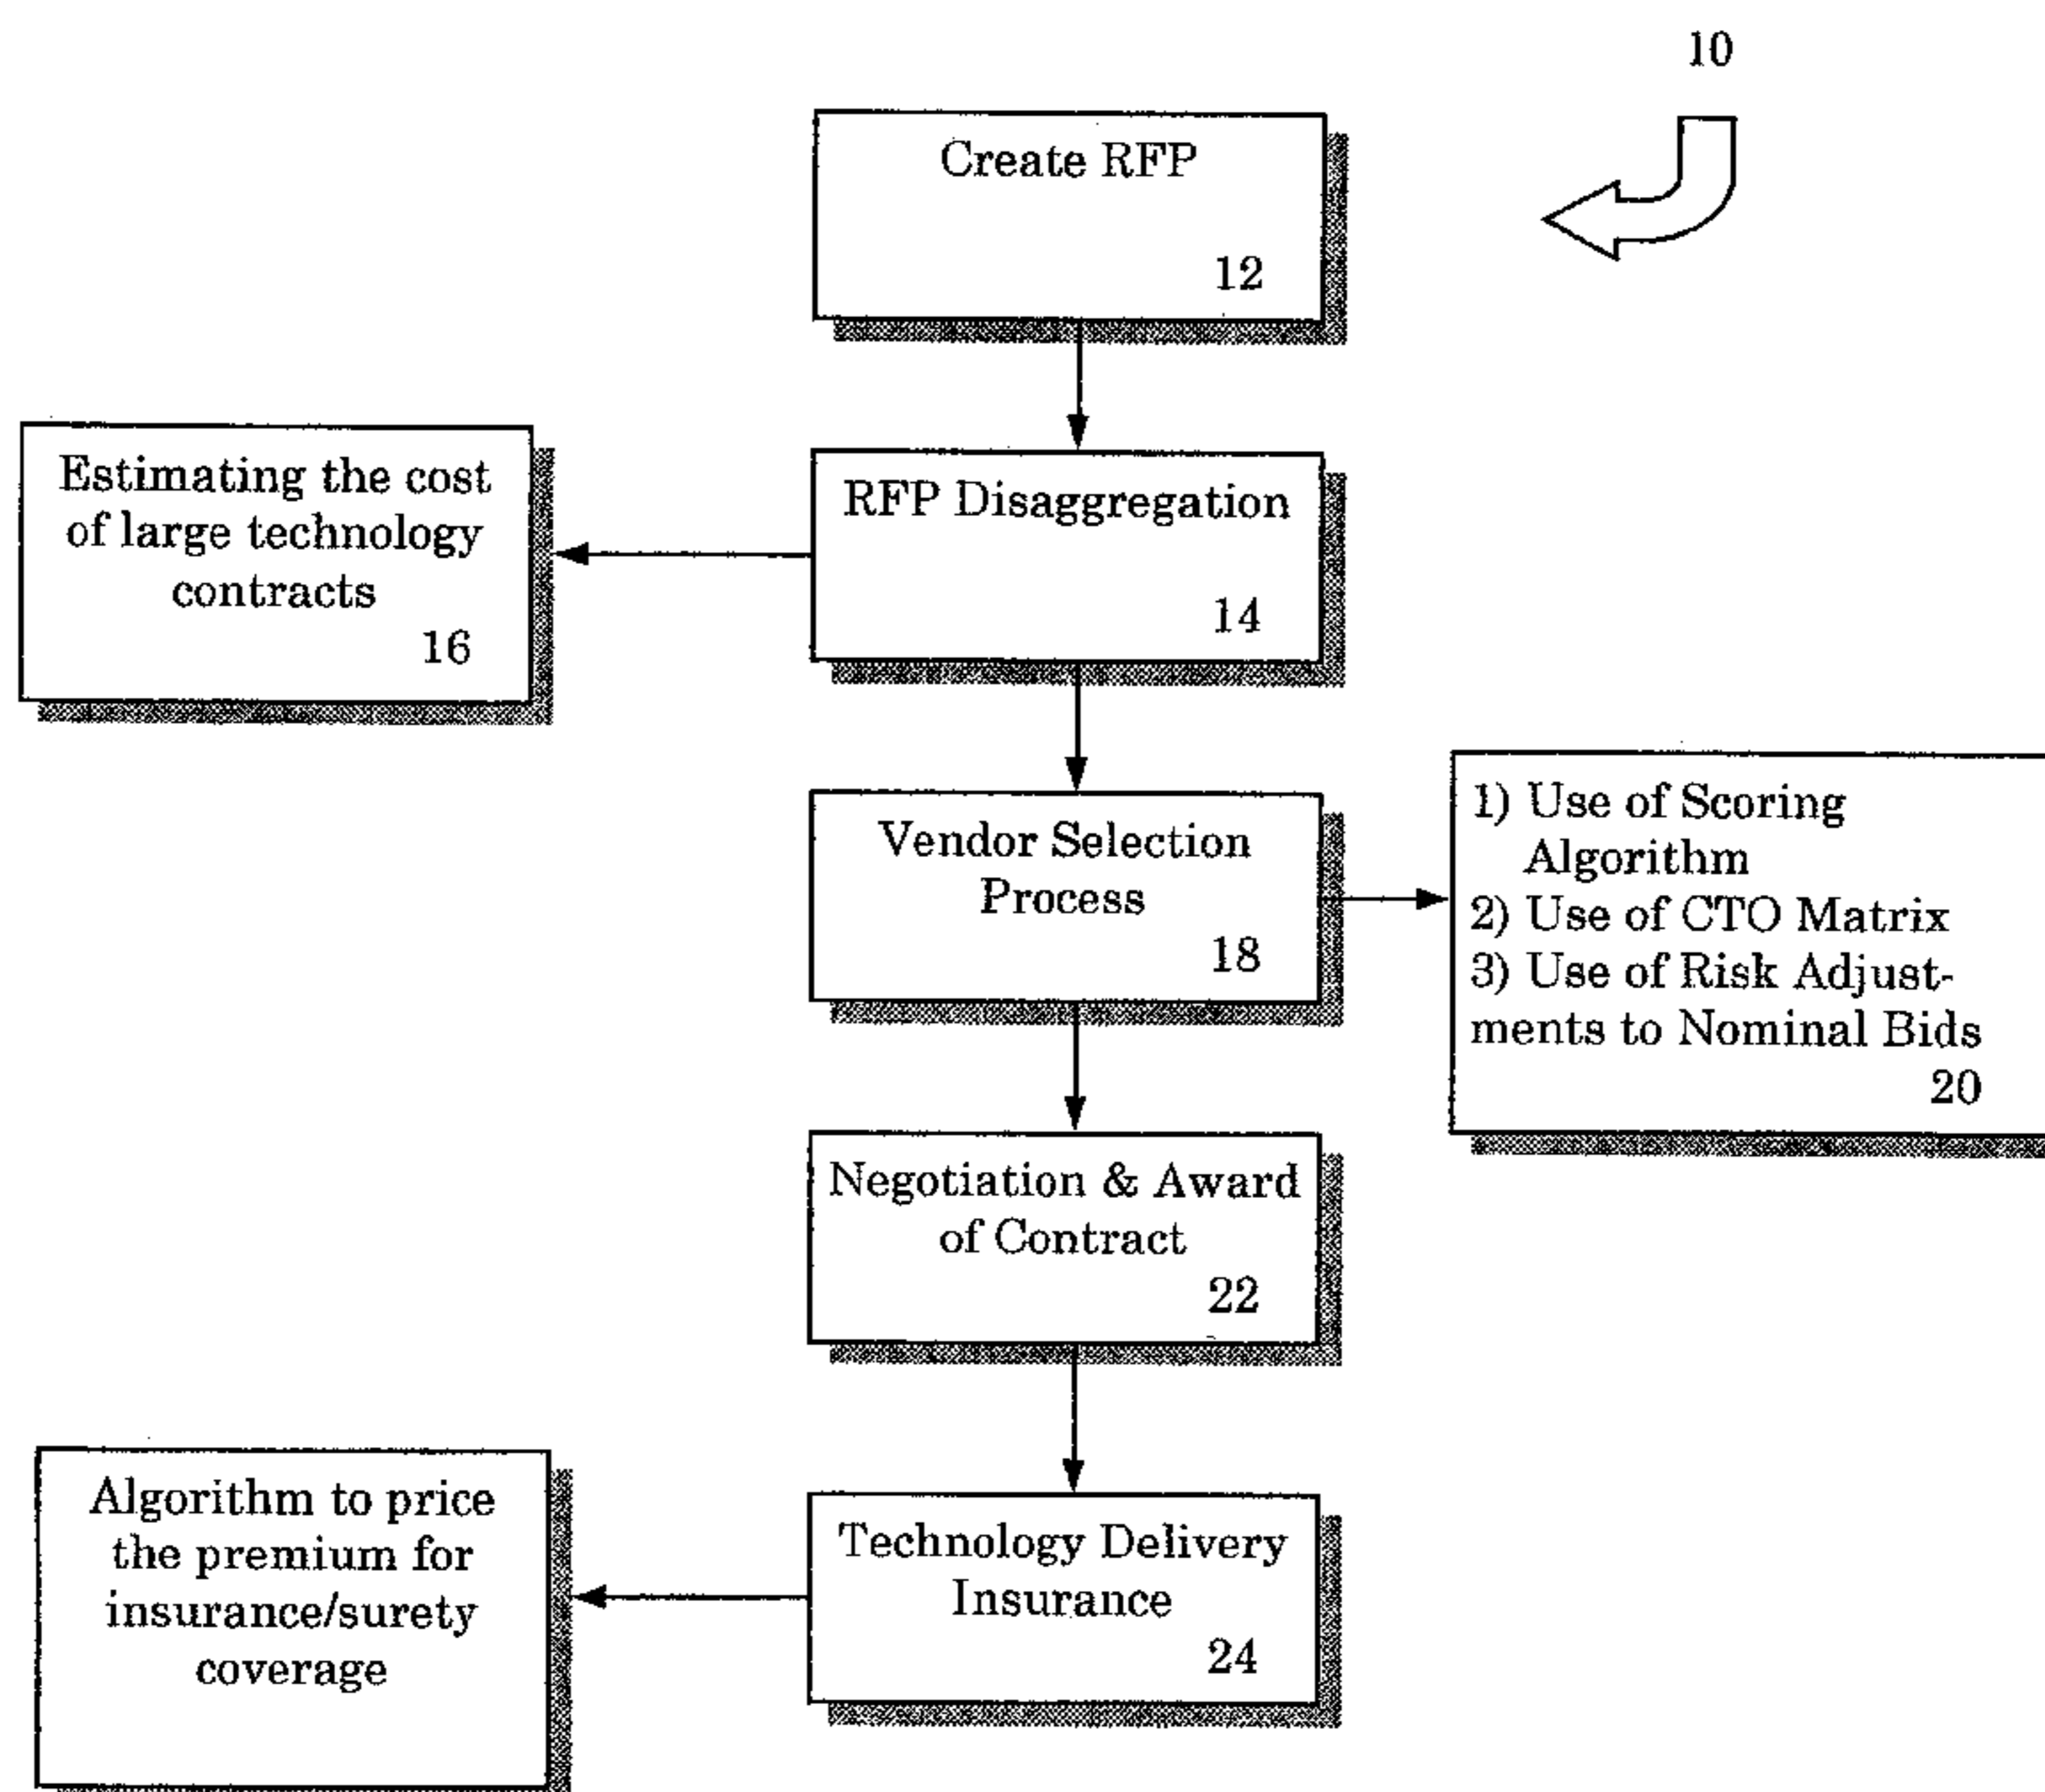 10
Create RFP
12
Estimating the cost
of large technology
contracts
16
RFP Disaggregation
14
Vendor Selection
Process
18
1) Use of Scoring
Algorithm
2) Use of CTO Matrix
3) Use of Risk Adjust-
ments to Nominal Bids
20
Negotiation & Award
of Contract
22
Algorithm to price
the premium for
insurance/surety
coverage
Technology Delivery
Insurance
24